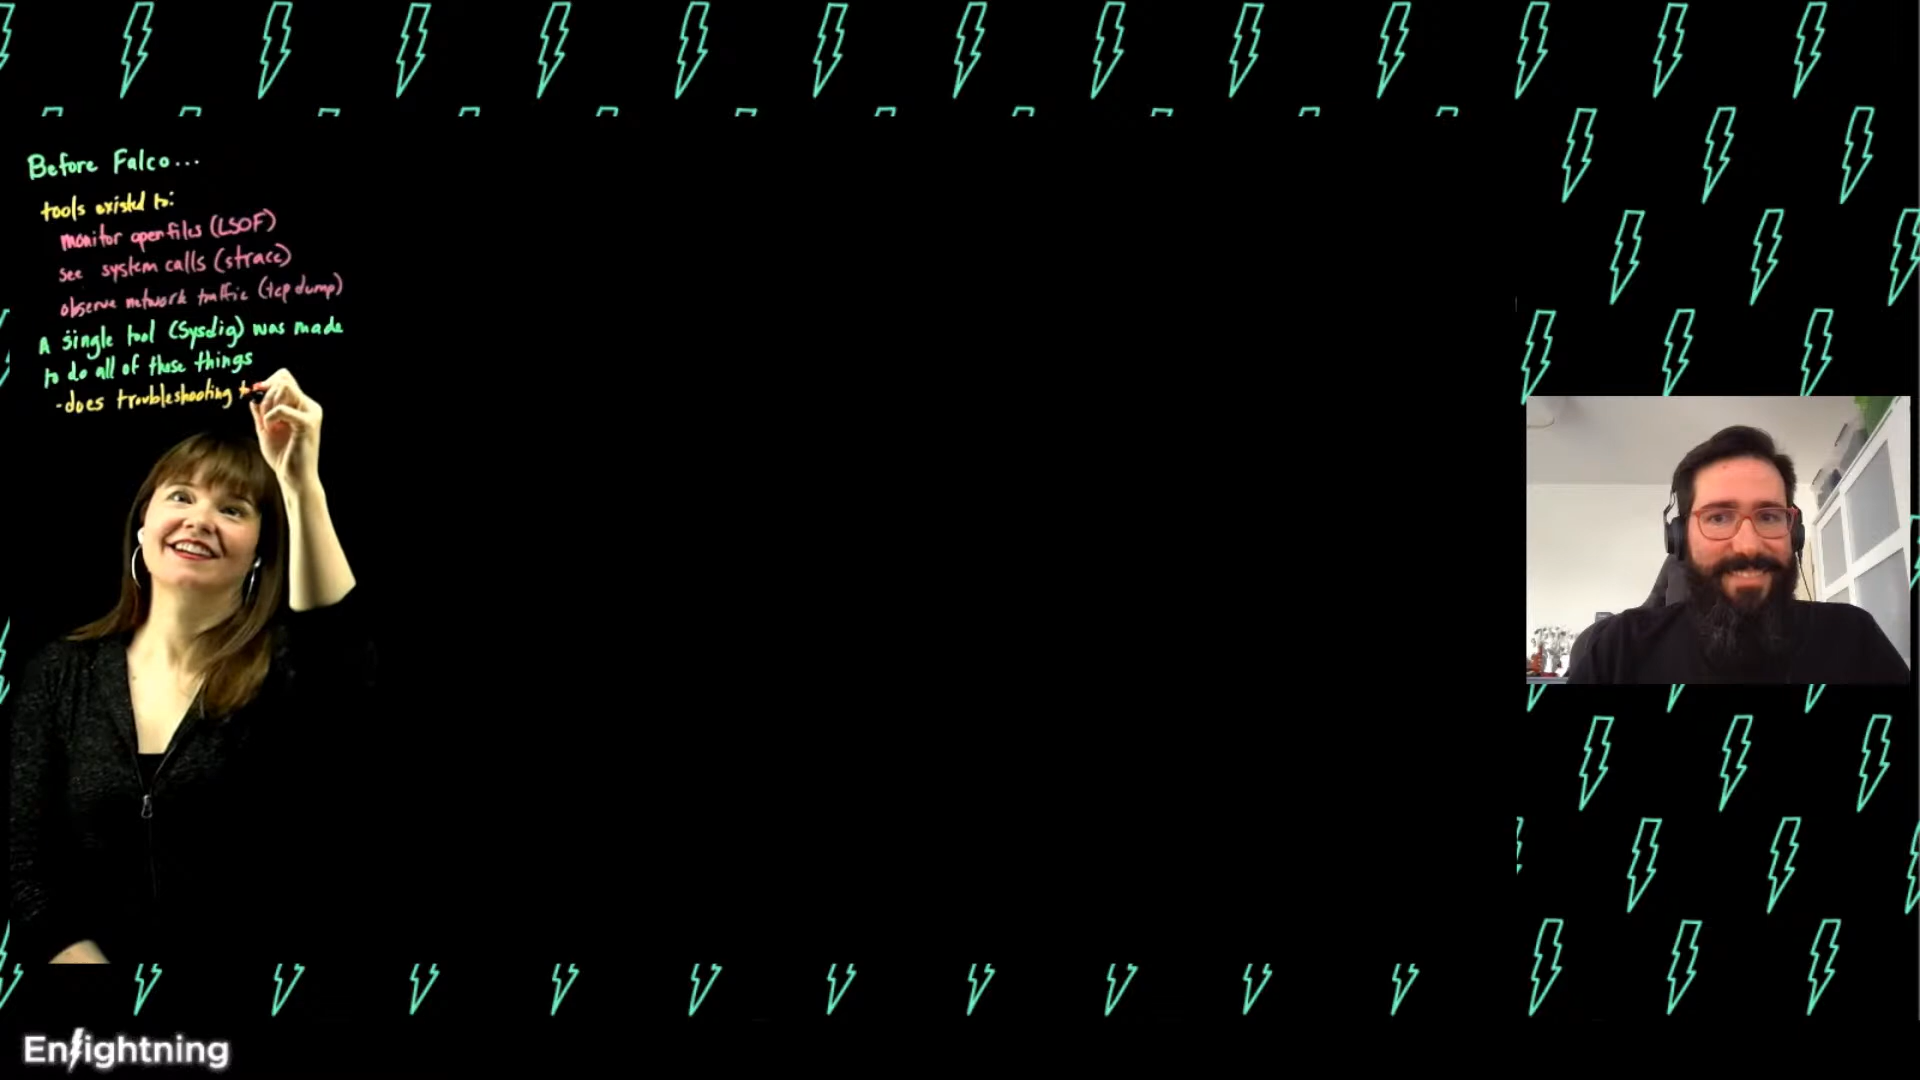 Before Falco...
tools existed to:
monitor open files (LSOF)
see system calls (strace)
observe network traffic (tcp dump)
A single tool (Sysdig) was made
to do all of these things
-does troubleshooting
Enlightning